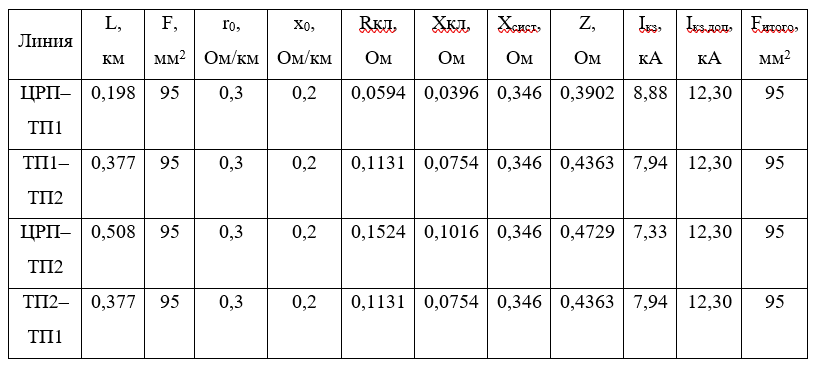 Линия L, км F, мм² r₀, Ом/км x₀, Ом/км Rкл, Ом Xкл, Ом Xсист, Ом Z, Ом Iкз, кА Iкз.доп, кА Fитого, мм²
ЦРП–ТП1 0,198 95 0,3 0,2 0,0594 0,0396 0,346 0,3902 8,88 12,30 95
ТП1–ТП2 0,377 95 0,3 0,2 0,1131 0,0754 0,346 0,4363 7,94 12,30 95
ЦРП–ТП2 0,508 95 0,3 0,2 0,1524 0,1016 0,346 0,4729 7,33 12,30 95
ТП2–ТП1 0,377 95 0,3 0,2 0,1131 0,0754 0,346 0,4363 7,94 12,30 95